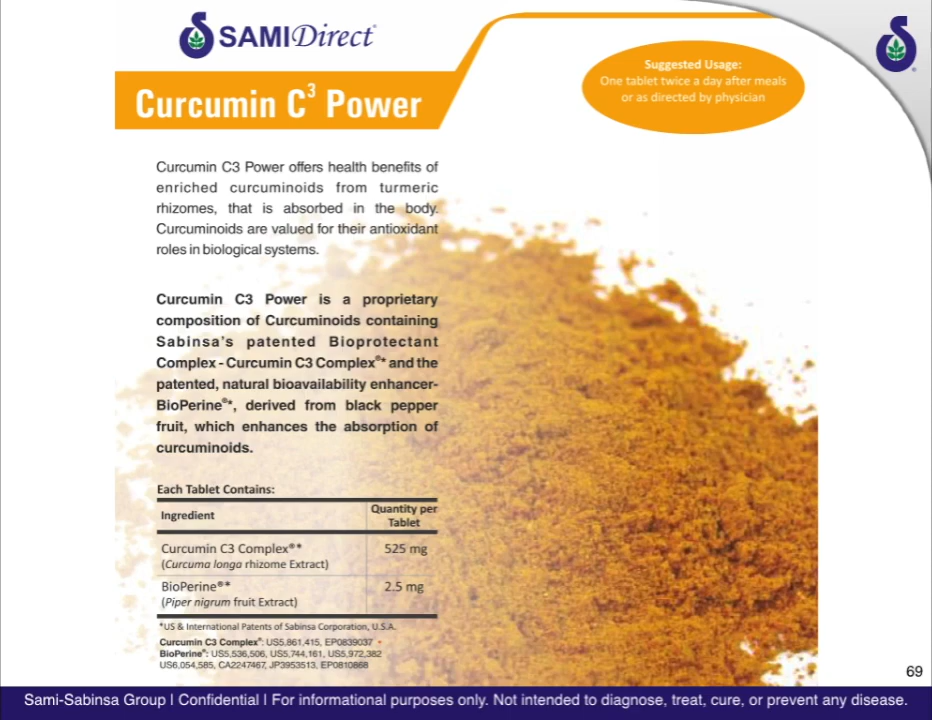 SAMIDirect®
Curcumin C3 Power
Suggested Usage:
One tablet twice a day after meals
or as directed by physician
Curcumin C3 Power offers health benefits of
enriched curcuminoids from turmeric
rhizomes, that is absorbed in the body.
Curcuminoids are valued for their antioxidant
roles in biological systems.
Curcumin C3 Power is a proprietary
composition of Curcuminoids containing
Sabinsa's patented Bioprotectant
Complex - Curcumin C3 Complex®* and the
patented, natural bioavailability enhancer-
BioPerine®*, derived from black pepper
fruit, which enhances the absorption of
curcuminoids.
Each Tablet Contains:
Ingredient Quantity per
Tablet
Curcumin C3 Complex®* 525 mg
(Curcuma longa rhizome Extract)
BioPerine®* 2.5 mg
(Piper nigrum fruit Extract)
*US & International Patents of Sabinsa Corporation, U.S.A.
Curcumin C3 Complex®: US5,861,415, EP0839037 •
BioPerine®: US5,536,506, US5,744,161, US5,972,382
US6,054,585, CA2247467, JP3953513, EP0810868
69
Sami-Sabinsa Group | Confidential | For informational purposes only. Not intended to diagnose, treat, cure, or prevent any disease.